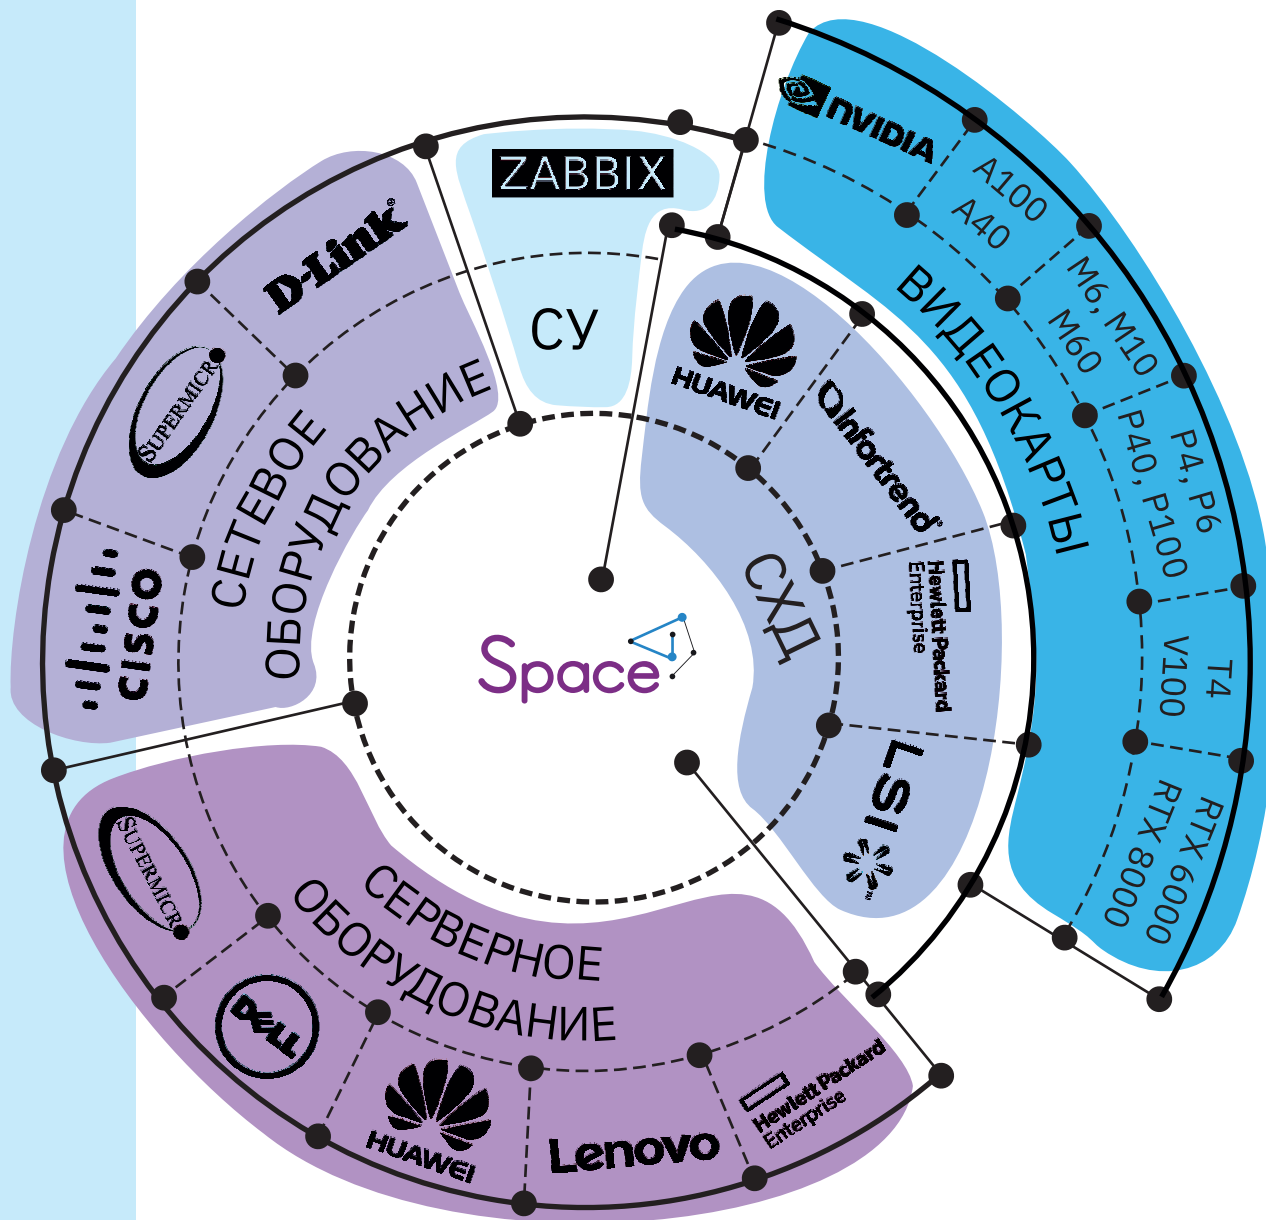 NVIDIA
A100
A40
M6, M10
M60
P4, P6
P40, P100
T4
V100
RTX 6000
RTX 8000
ВИДЕОКАРТЫ
ZABBIX
СУ
D-Link®
SUPERMICR
CISCO
СЕТЕВОЕ
ОБОРУДОВАНИЕ
HUAWEI
Infortrend®
Hewlett Packard
Enterprise
LSI
СХД
Space
СЕРВЕРНОЕ
ОБОРУДОВАНИЕ
SUPERMICR
DELL
HUAWEI
Lenovo
Hewlett Packard
Enterprise